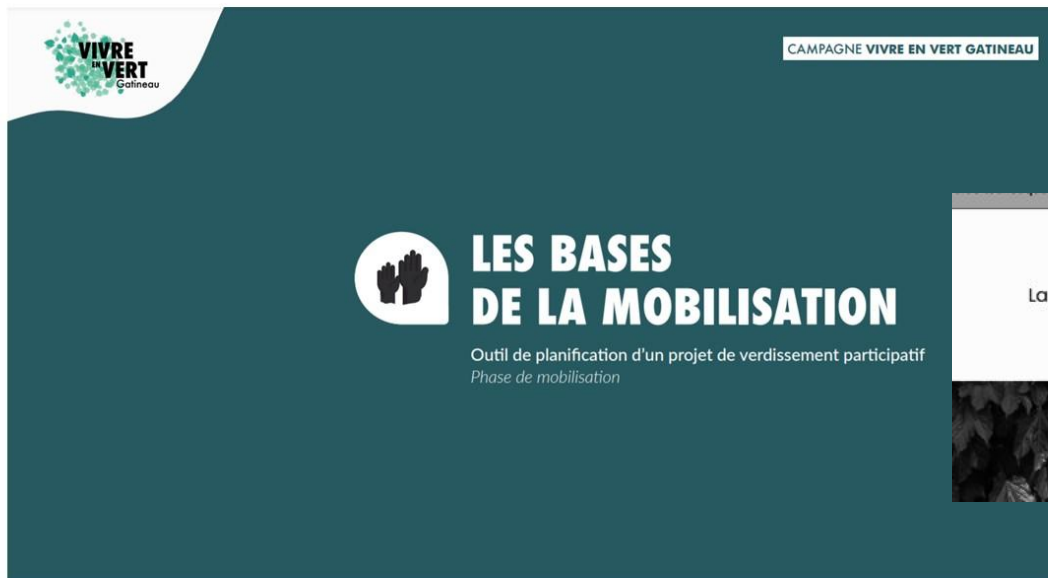 VIVRE
EN
VERT
Gatineau
CAMPAGNE VIVRE EN VERT GATINEAU
LES BASES
DE LA MOBILISATION
Outil de planification d'un projet de verdissement participatif
Phase de mobilisation
La